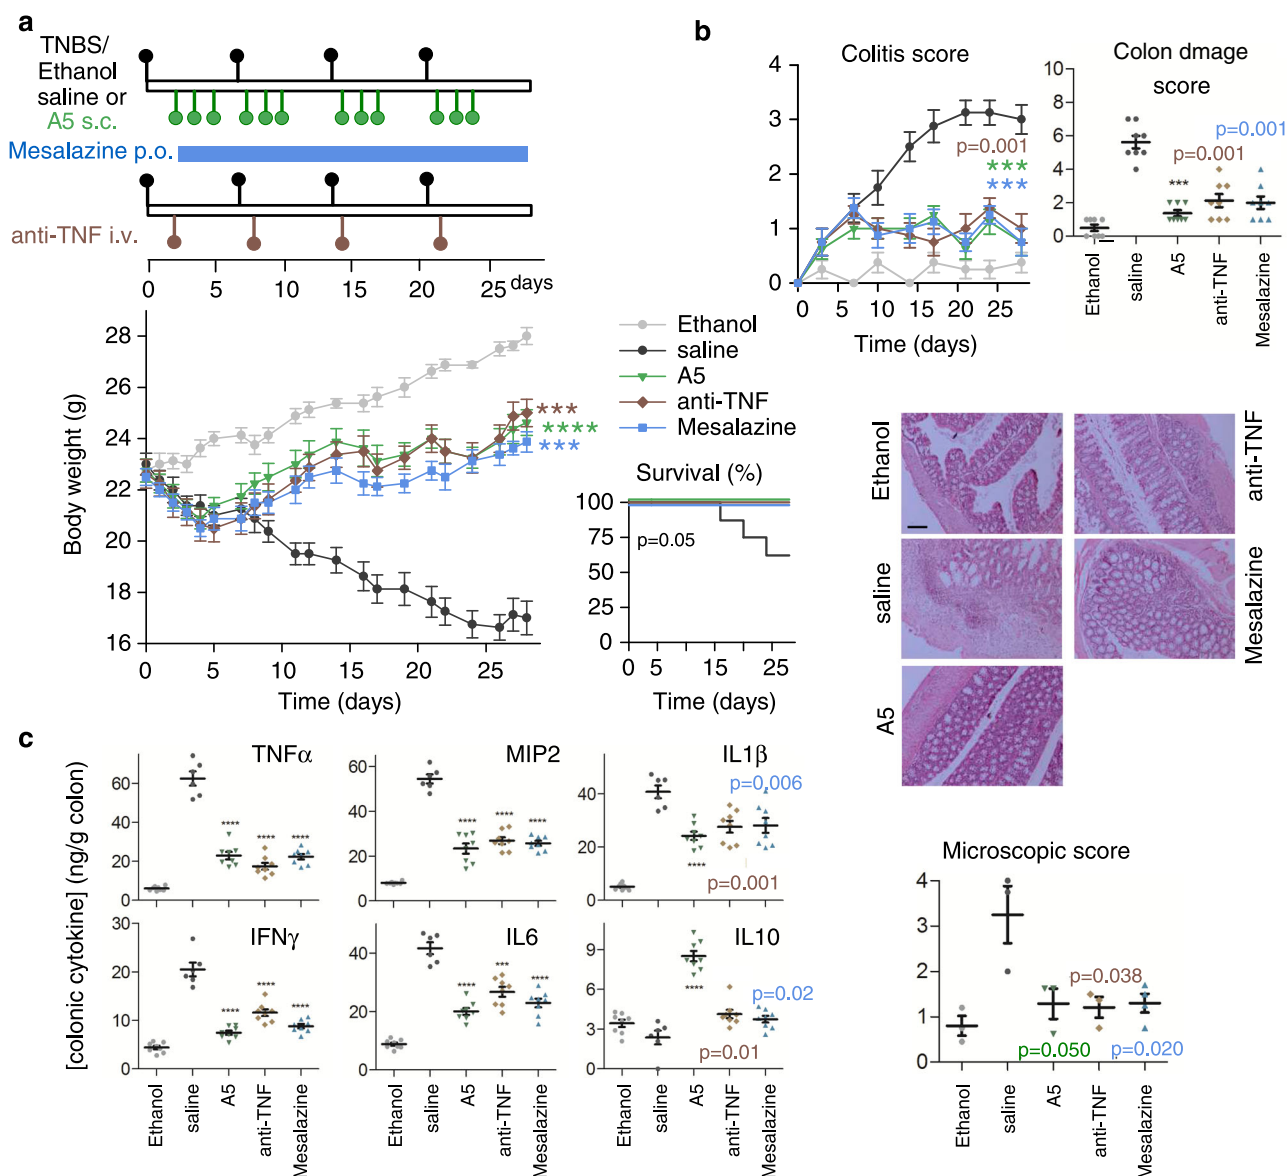 a
TNBS/
Ethanol
saline or
A5 s.c.
Mesalazine p.o.
anti-TNF i.v.
0 5 10 15 20 25 days
Body weight (g)
28
26
24
22
20
18
16
0 5 10 15 20 25
Time (days)
***
****
***
Ethanol
saline
A5
anti-TNF
Mesalazine
Survival (%)
100
75
50
25
0
p=0.05
0 5 15 25
Time (days)
b
Colitis score
4
3
2
1
0
p=0.001
***
***
0 5 10 15 20 25
Time (days)
Colon dmage
score
10
8
6
4
2
0
p=0.001
p=0.001
***
Ethanol
saline
A5
anti-TNF
Mesalazine
Ethanol
anti-TNF
saline
Mesalazine
A5
Microscopic score
4
3
2
1
0
p=0.038
p=0.050
p=0.020
Ethanol
saline
A5
anti-TNF
Mesalazine
c
[colonic cytokine] (ng/g colon)
TNFα
60
40
20
0
**** **** ****
MIP2
60
40
20
0
**** **** ****
IL1β
40
20
0
p=0.006
****
p=0.001
IFNγ
30
20
10
0
**** **** ****
Ethanol
saline
A5
anti-TNF
Mesalazine
IL6
40
20
0
**** *** ****
Ethanol
saline
A5
anti-TNF
Mesalazine
IL10
9
6
3
0
****
p=0.02
p=0.01
Ethanol
saline
A5
anti-TNF
Mesalazine